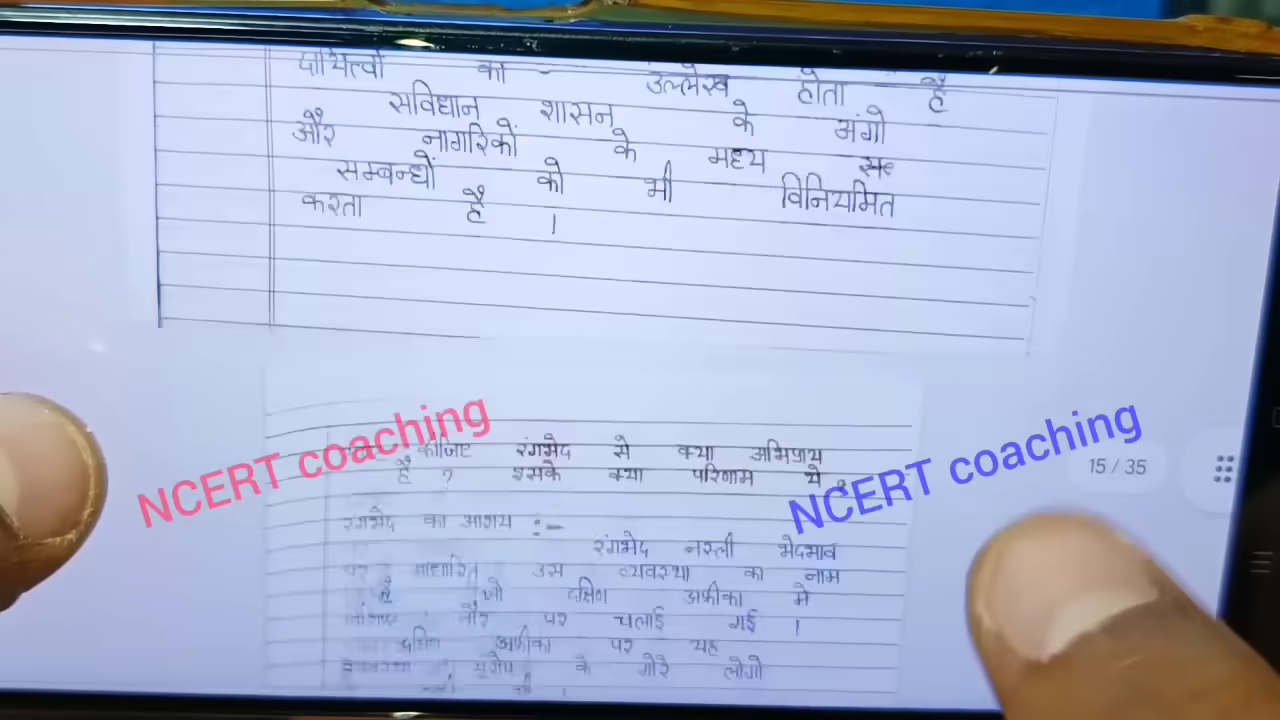 दायित्वों का - उल्लेख होता है
सविधान शासन के अंगो
और नागरिकों के मध्य
सम्बन्धों को भी विनियमित
करता है ।
NCERT coaching
कीजिए रंगभेद से क्या अभिप्राय
है ? इसके क्या परिणाम थे
NCERT coaching
15 / 35
रंगभेद का आशय :-
रंगभेद नस्ली भेदभाव
पर आधारित उस व्यवस्था का नाम
है जो दक्षिण अफ्रीका मे
तौर पर चलाई गई ।
दक्षिण अफ्रीका पर यह
यूरोप के गोरे लोगो